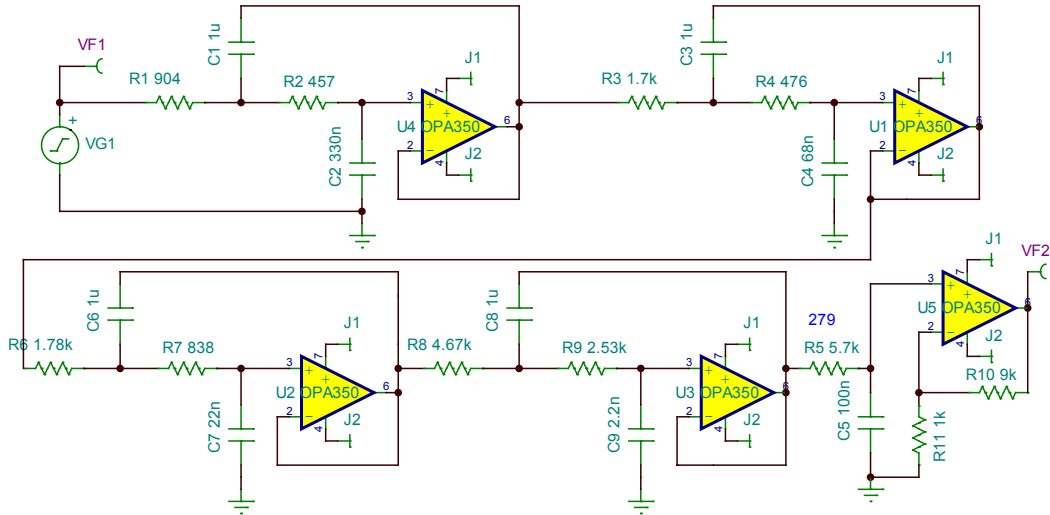 VF1
VG1
+
R1 904
C1 1u
R2 457
C2 330n
3
2
7
4
6
+
+
−
U4 OPA350
J1
J2
R3 1.7k
C3 1u
R4 476
C4 68n
3
2
7
4
6
+
+
−
U1 OPA350
J1
J2
R6 1.78k
C6 1u
R7 838
C7 22n
3
2
7
4
6
+
+
−
U2 OPA350
J1
J2
R8 4.67k
C8 1u
R9 2.53k
C9 2.2n
3
2
7
4
6
+
+
−
U3 OPA350
J1
J2
279
R5 5.7k
C5 100n
3
2
7
4
6
+
+
−
U5 OPA350
J1
J2
VF2
R10 9k
R11 1k